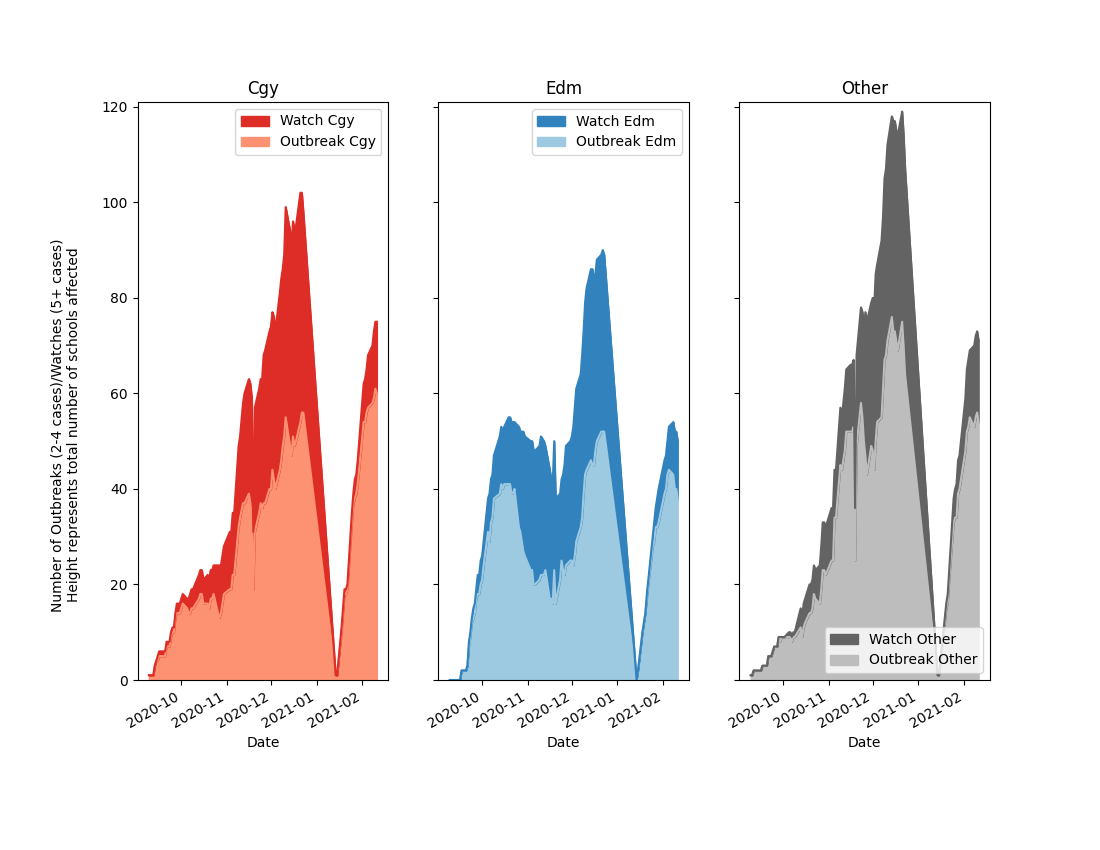 Cgy
Edm
Other
Number of Outbreaks (2-4 cases)/Watches (5+ cases)
Height represents total number of schools affected
120
100
80
60
40
20
0
Watch Cgy
Outbreak Cgy
Watch Edm
Outbreak Edm
Watch Other
Outbreak Other
2020-10
2020-11
2020-12
2021-01
2021-02
2020-10
2020-11
2020-12
2021-01
2021-02
2020-10
2020-11
2020-12
2021-01
2021-02
Date
Date
Date